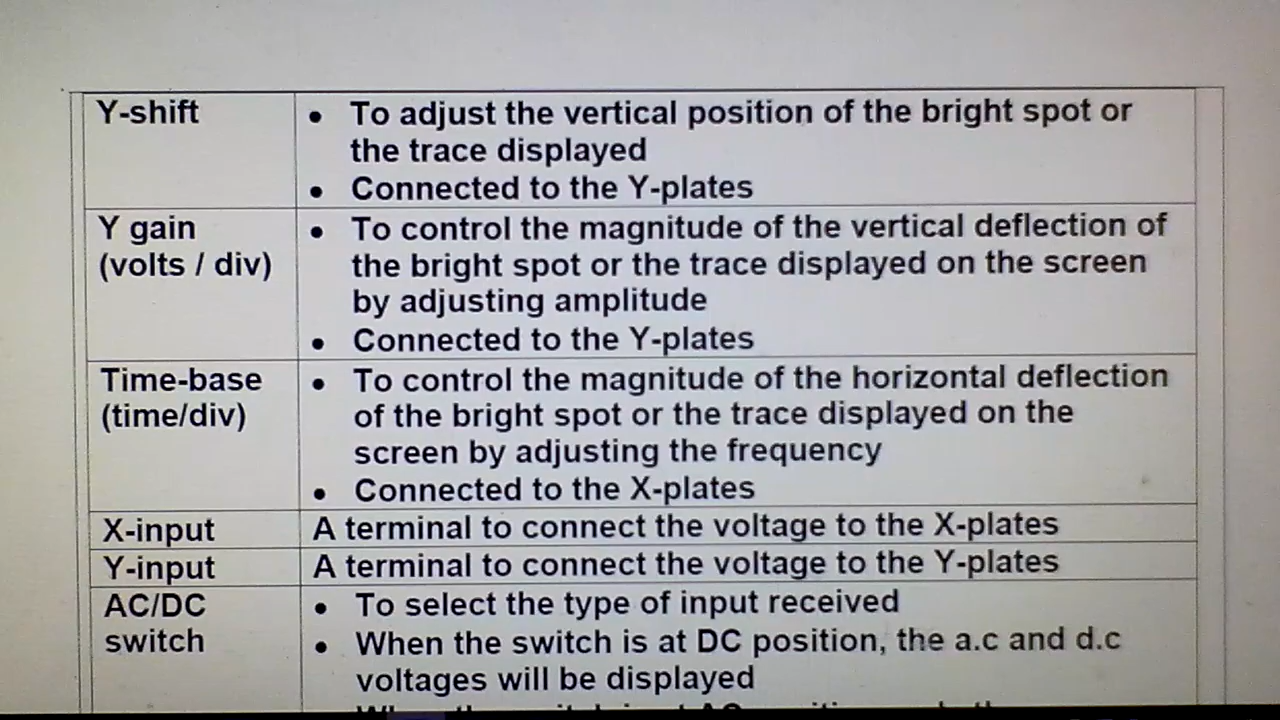 Y-shift
• To adjust the vertical position of the bright spot or
the trace displayed
• Connected to the Y-plates
Y gain
(volts / div)
• To control the magnitude of the vertical deflection of
the bright spot or the trace displayed on the screen
by adjusting amplitude
• Connected to the Y-plates
Time-base
(time/div)
• To control the magnitude of the horizontal deflection
of the bright spot or the trace displayed on the
screen by adjusting the frequency
• Connected to the X-plates
X-input
A terminal to connect the voltage to the X-plates
Y-input
A terminal to connect the voltage to the Y-plates
AC/DC
switch
• To select the type of input received
• When the switch is at DC position, the a.c and d.c
voltages will be displayed